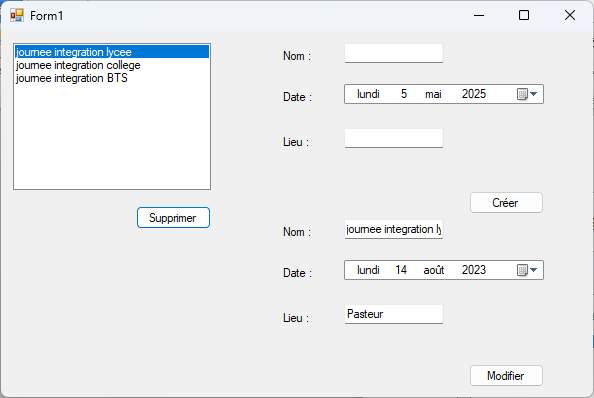 Form1
journee integration lycee
journee integration college
journee integration BTS
Supprimer
Nom :
Date : lundi 5 mai 2025
Lieu :
Créer
Nom : journee integration ly
Date : lundi 14 août 2023
Lieu : Pasteur
Modifier